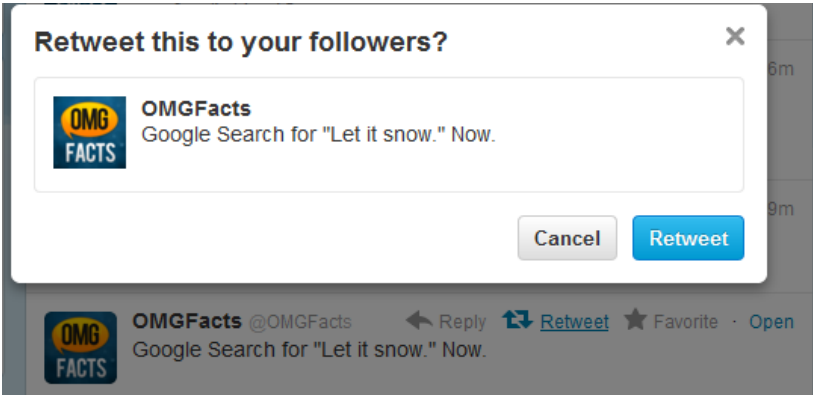 Retweet this to your followers?
6m
OMG
FACTS
OMGFacts
Google Search for "Let it snow." Now.
9m
Cancel
Retweet
OMG
FACTS
OMGFacts @OMGFacts Reply Retweet Favorite · Open
Google Search for "Let it snow." Now.